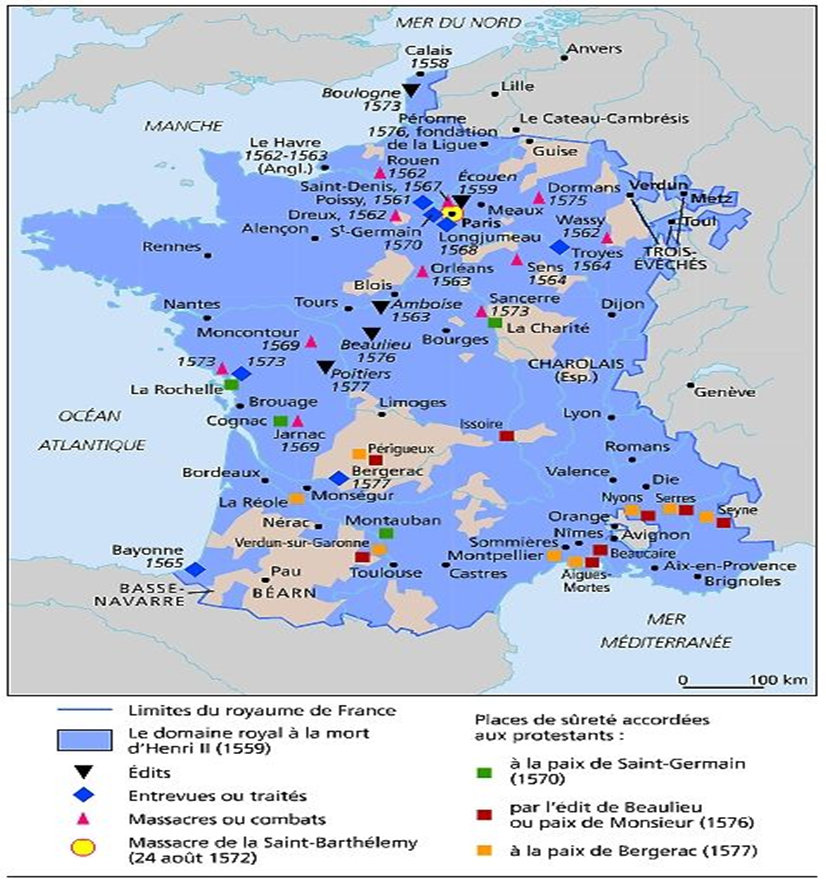 MER DU NORD
Calais
1558
Anvers
Boulogne
1573
Lille
MANCHE
Péronne
1576, fondation
de la Ligue
Le Cateau-Cambrésis
Guise
Le Havre
1562-1563
(Angl.)
Rouen
1562
Écouen
1559
Saint-Denis, 1567
Poissy, 1561
Dreux, 1562
St-Germain
1570
Meaux
Paris
Longjumeau
1568
Dormans
1575
Verdun
Metz
Toul
TROIS-
ÉVÊCHÉS
Wassy
1562
Troyes
1564
Alençon
Rennes
Orléans
1563
Sens
1564
Blois
Nantes
Tours
Amboise
1563
Sancerre
1573
La Charité
Dijon
Moncontour
1569
Beaulieu
1576
Bourges
CHAROLAIS
(Esp.)
1573
1573
Poitiers
1577
La Rochelle
Genève
Brouage
OCÉAN
ATLANTIQUE
Cognac
Jarnac
1569
Limoges
Issoire
Lyon
Périgueux
Bergerac
1577
Romans
Valence
Die
Bordeaux
La Réole
Monségur
Nyons
Serres
Seyne
Nérac
Montauban
Orange
Avignon
Verdun-sur-Garonne
Sommières
Nîmes
Montpellier
Beaucaire
Bayonne
1565
Toulouse
Castres
Aigues-
Mortes
Aix-en-Provence
Brignoles
BASSE-
NAVARRE
Pau
BÉARN
MER
MÉDITERRANÉE
0 100 km
Limites du royaume de France
Le domaine royal à la mort
d'Henri II (1559)
Édits
Entrevues ou traités
Massacres ou combats
Massacre de la Saint-Barthélemy
(24 août 1572)
Places de sûreté accordées
aux protestants :
à la paix de Saint-Germain
(1570)
par l'édit de Beaulieu
ou paix de Monsieur (1576)
à la paix de Bergerac (1577)